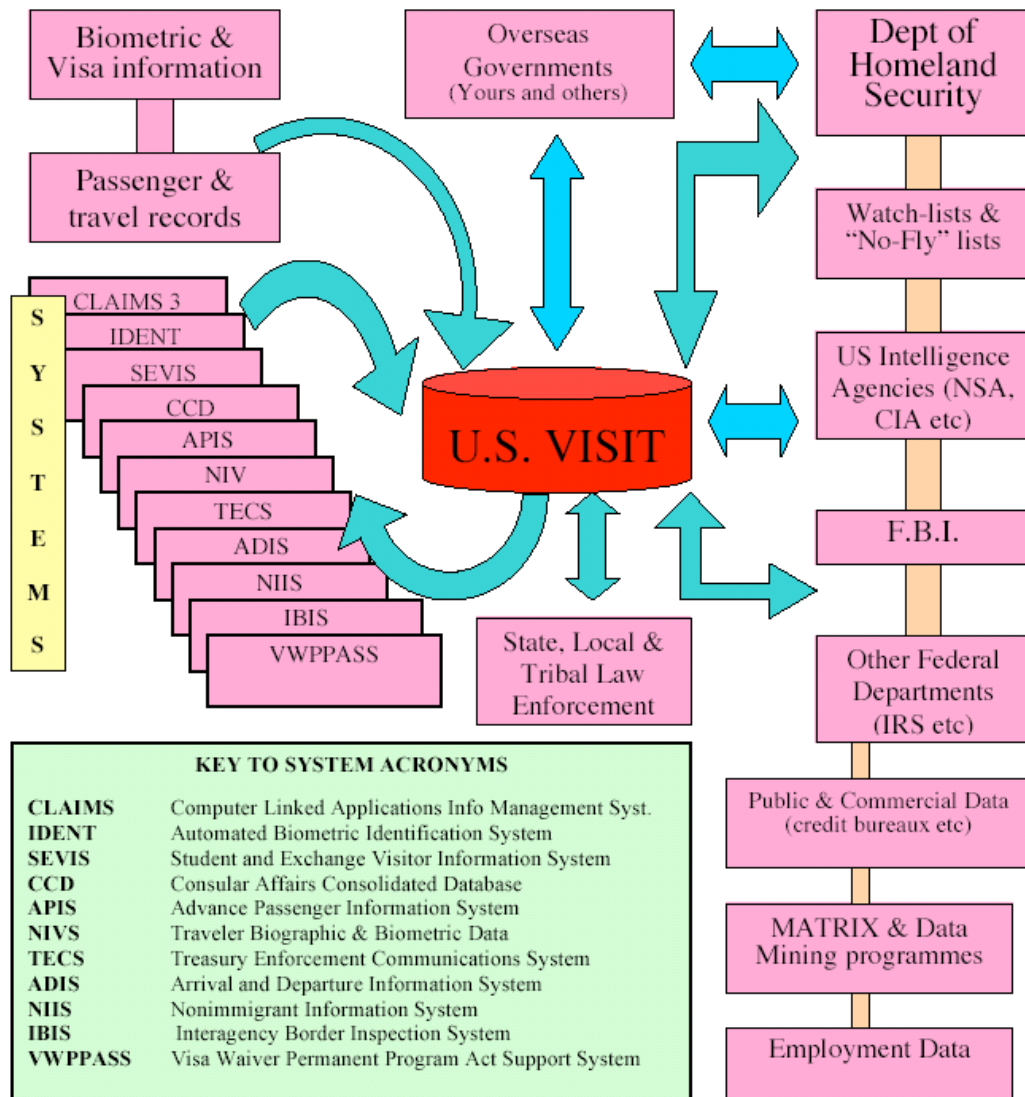 Biometric &
Visa information
Passenger &
travel records
Overseas
Governments
(Yours and others)
Dept of
Homeland
Security
Watch-lists &
“No-Fly” lists
US Intelligence
Agencies (NSA,
CIA etc)
F.B.I.
Other Federal
Departments
(IRS etc)
Public & Commercial Data
(credit bureaux etc)
MATRIX & Data
Mining programmes
Employment Data
S
Y
S
T
E
M
S
CLAIMS 3
IDENT
SEVIS
CCD
APIS
NIV
TECS
ADIS
NIIS
IBIS
VWPPASS
U.S. VISIT
State, Local &
Tribal Law
Enforcement
KEY TO SYSTEM ACRONYMS
CLAIMS Computer Linked Applications Info Management Syst.
IDENT Automated Biometric Identification System
SEVIS Student and Exchange Visitor Information System
CCD Consular Affairs Consolidated Database
APIS Advance Passenger Information System
NIVS Traveler Biographic & Biometric Data
TECS Treasury Enforcement Communications System
ADIS Arrival and Departure Information System
NIIS Nonimmigrant Information System
IBIS Interagency Border Inspection System
VWPPASS Visa Waiver Permanent Program Act Support System